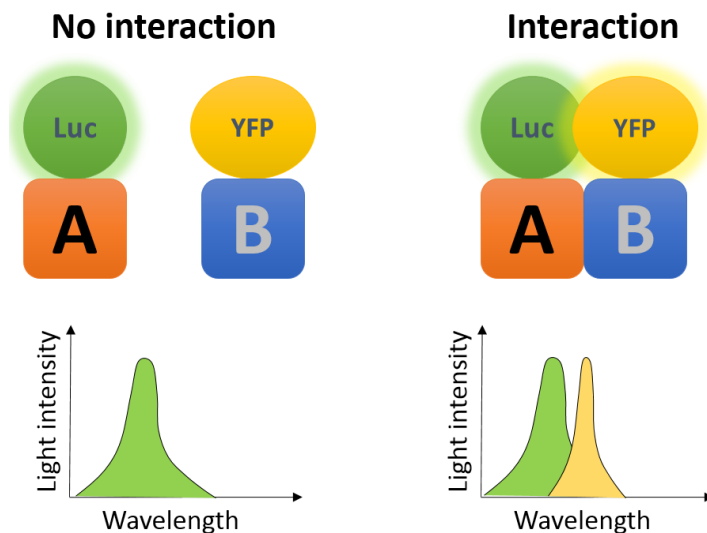 No interaction
Interaction
Luc
YFP
Luc
YFP
A
B
A
B
Light intensity
Wavelength
Light intensity
Wavelength